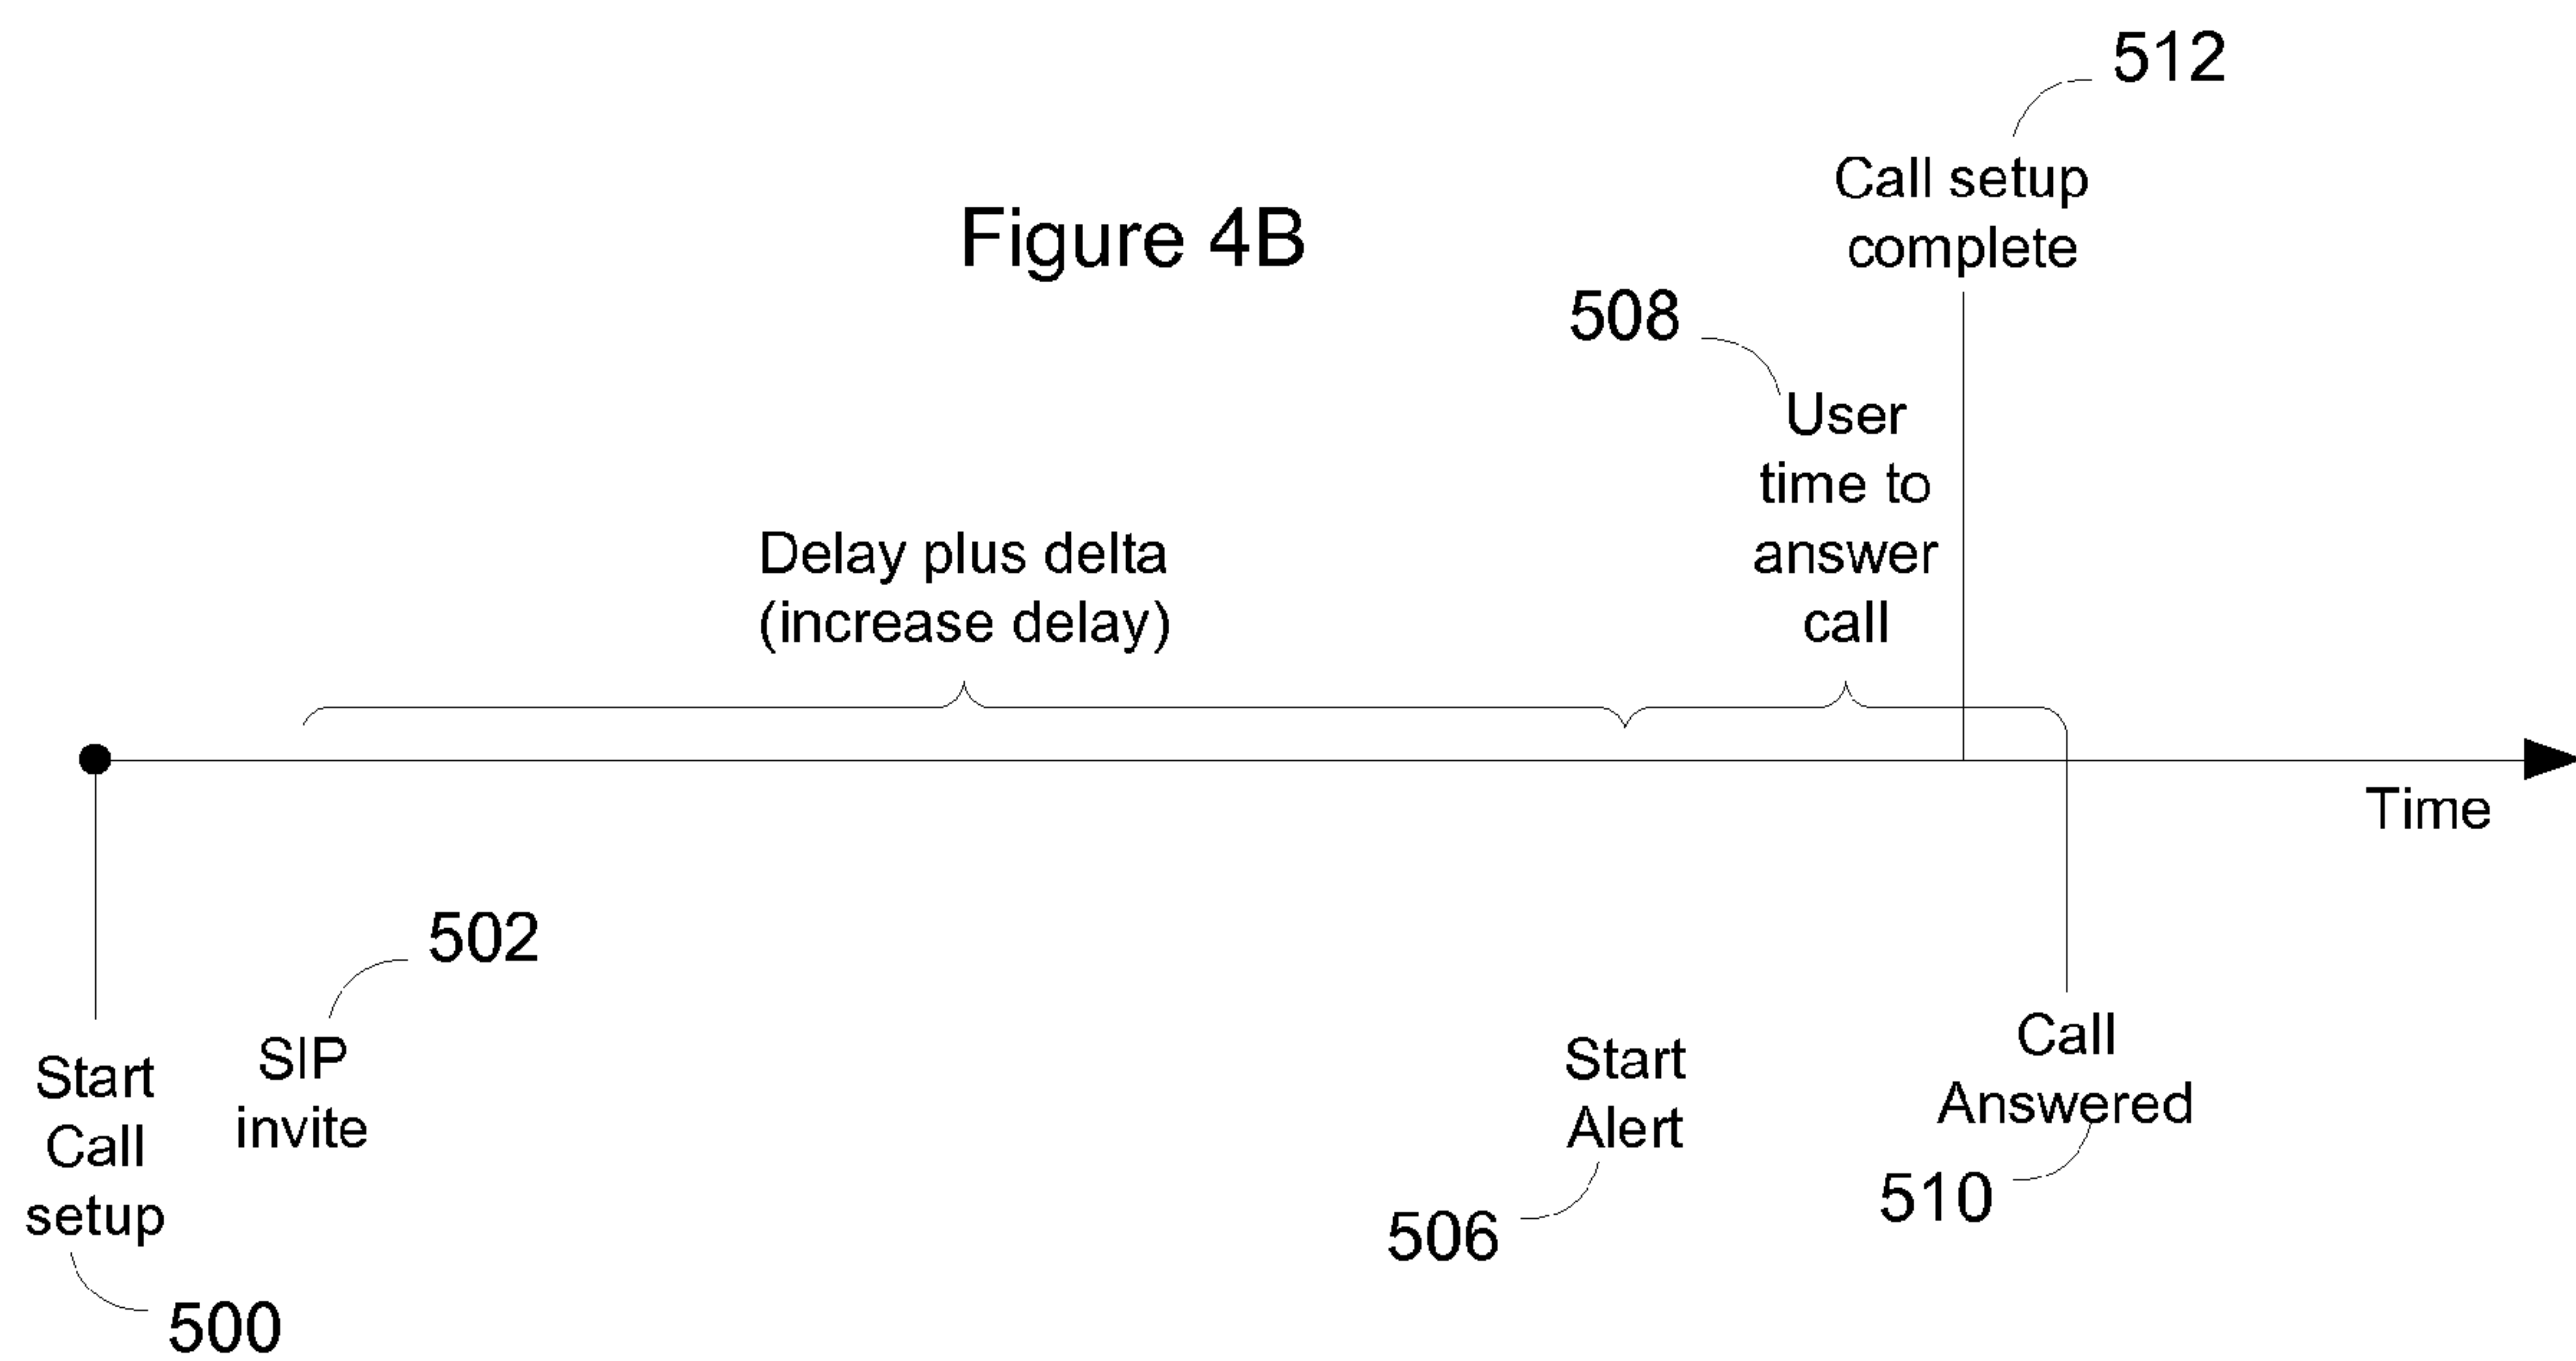 512
Call setup
complete
Figure 4B
508
User
time to
answer
call
Delay plus delta
(increase delay)
Time
502
SIP
invite
Start
Call
setup
500
Start
Alert
506
Call
Answered
510